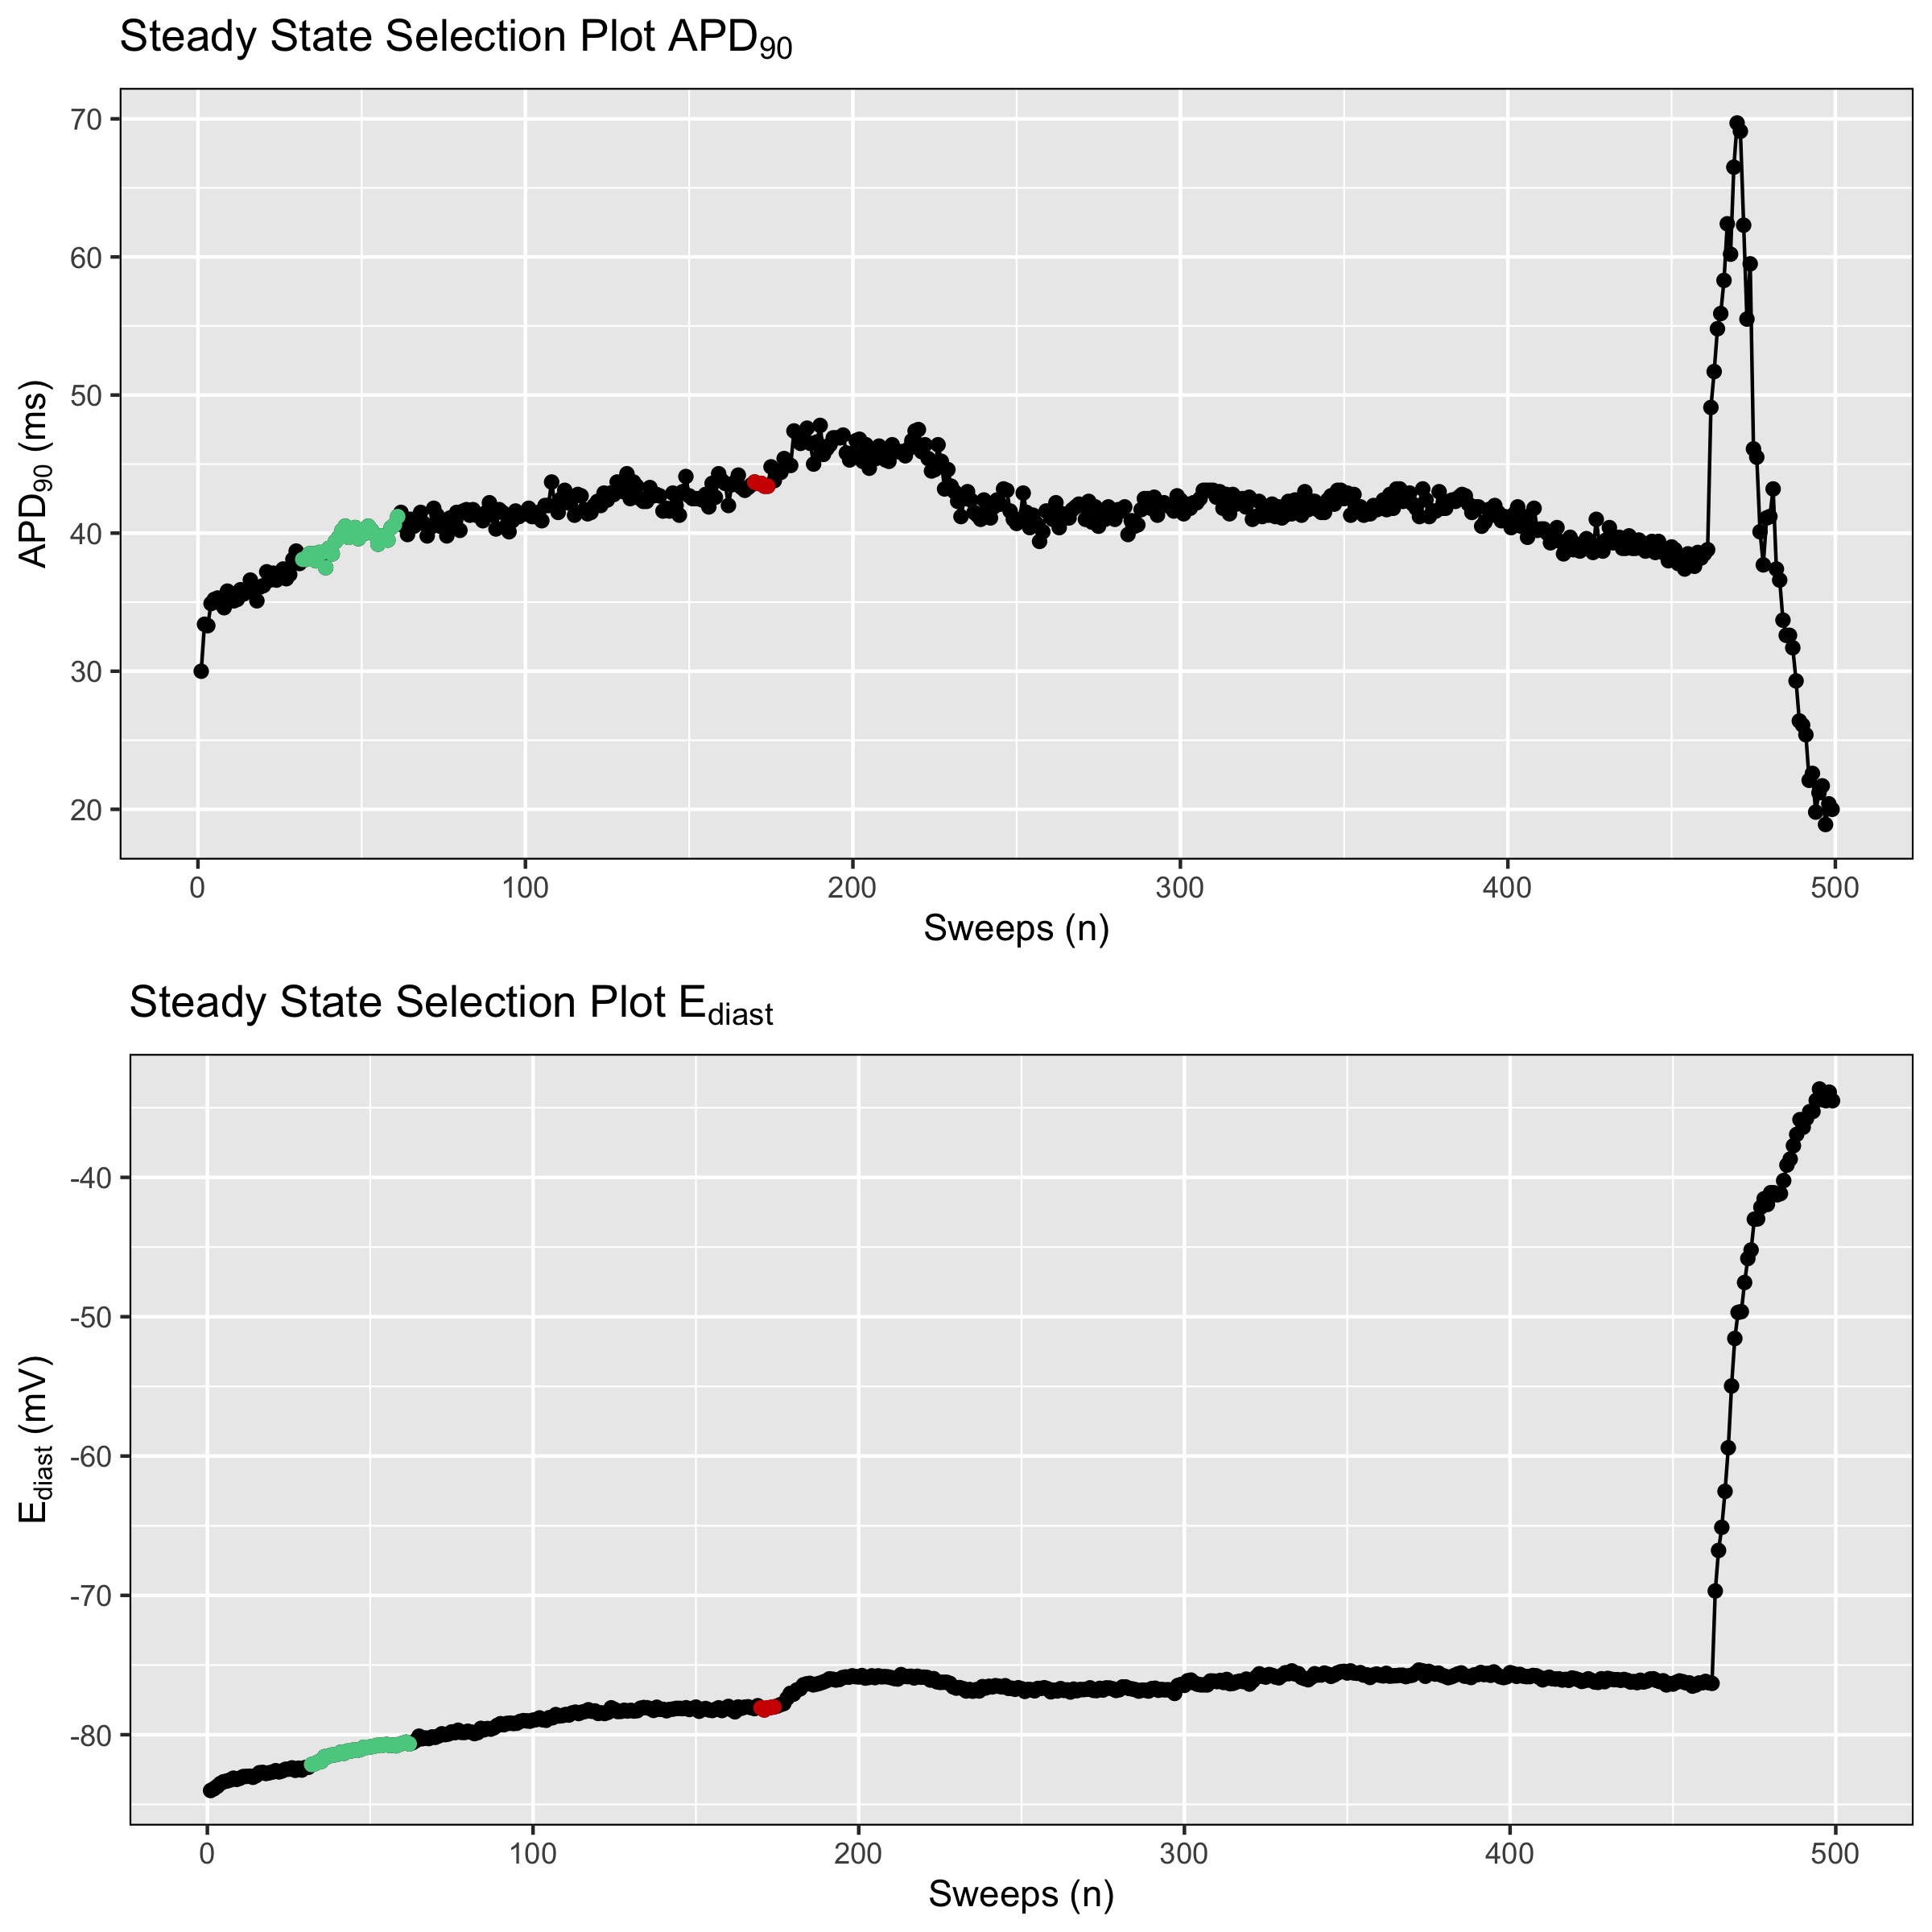 Steady State Selection Plot APD90
70
60
50
40
30
20
APD90 (ms)
0 100 200 300 400 500
Sweeps (n)
Steady State Selection Plot Ediast
-40
-50
-60
-70
-80
Ediast (mV)
0 100 200 300 400 500
Sweeps (n)